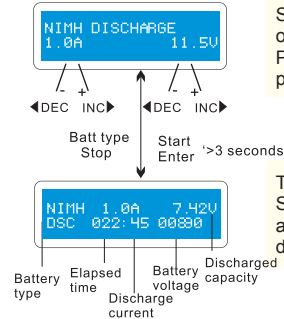 NIMH DISCHARGE
1.0A 11.5V
- + - +
◀DEC INC▶ ◀DEC INC▶
Batt type
Stop
Start
Enter '>3 seconds
NIMH 1.0A 7.42V
DSC 022:45 00890
Battery
type
Elapsed
time
Discharge
current
Battery
voltage
Discharged
capacity